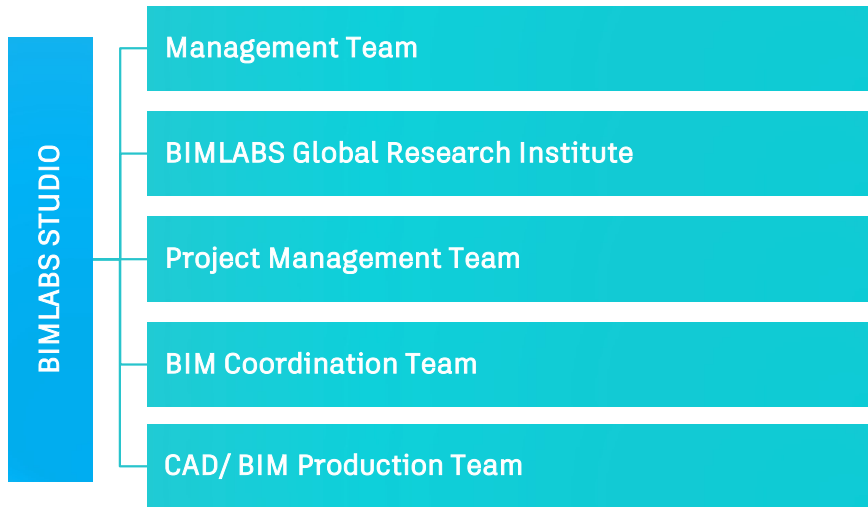 BIMLABS STUDIO
Management Team
BIMLABS Global Research Institute
Project Management Team
BIM Coordination Team
CAD/ BIM Production Team